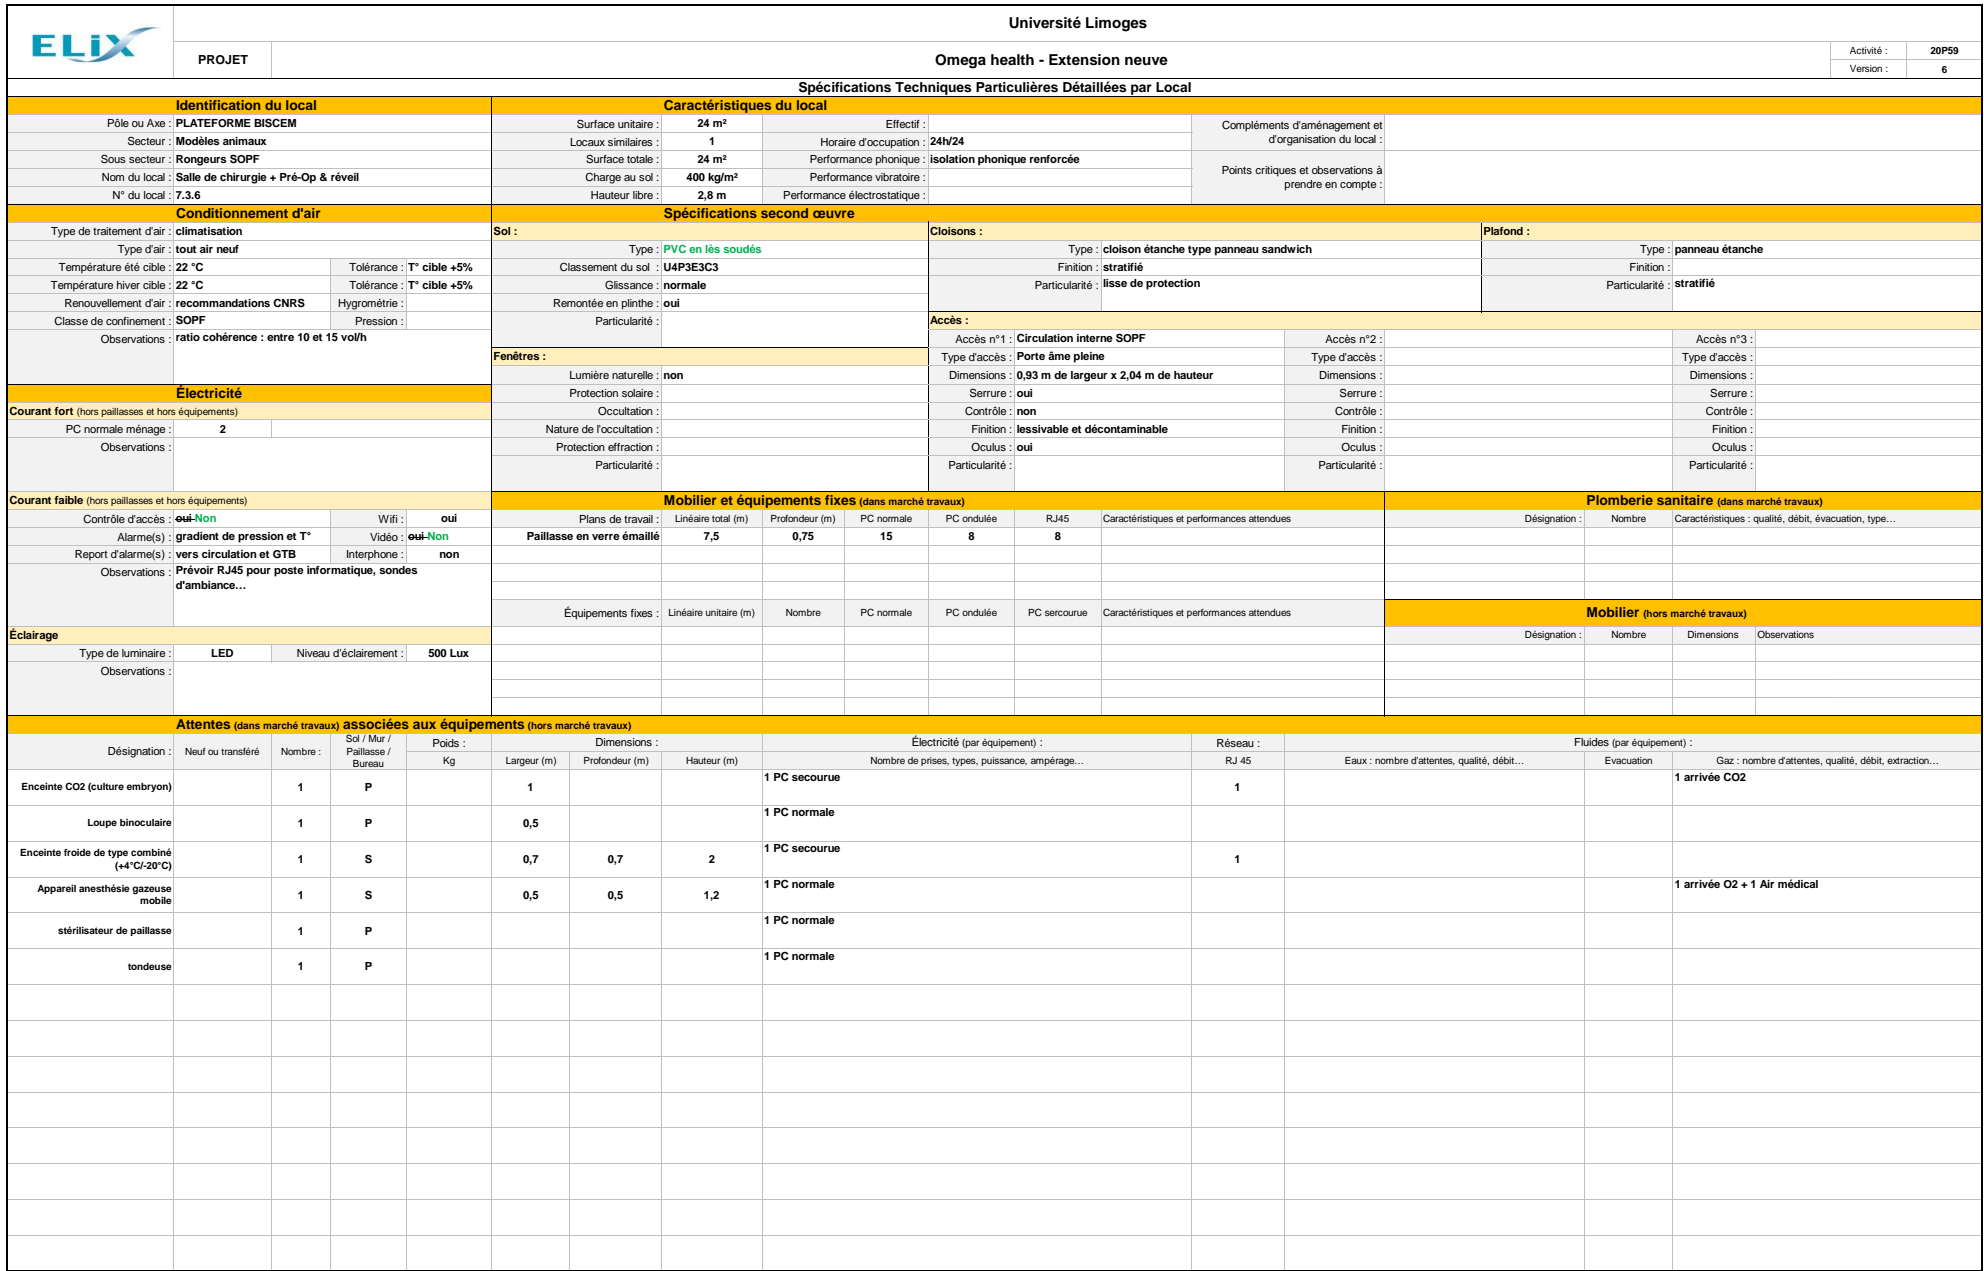 ELiX
Université Limoges
PROJET
Omega health - Extension neuve
Activité : 20P59
Version : 6
Spécifications Techniques Particulières Détaillées par Local
Identification du local
Pôle ou Axe : PLATEFORME BISCEM
Secteur : Modèles animaux
Sous secteur : Rongeurs SOPF
Nom du local : Salle de chirurgie + Pré-Op & réveil
N° du local : 7.3.6
Caractéristiques du local
Surface unitaire : 24 m² Effectif :
Locaux similaires : 1 Horaire d'occupation : 24h/24
Surface totale : 24 m² Performance phonique : isolation phonique renforcée
Charge au sol : 400 kg/m² Performance vibratoire :
Hauteur libre : 2,8 m Performance électrostatique :
Compléments d'aménagement et
d'organisation du local :
Points critiques et observations à
prendre en compte :
Conditionnement d'air
Type de traitement d'air : climatisation
Type d'air : tout air neuf
Température été cible : 22 °C Tolérance : T° cible +5%
Température hiver cible : 22 °C Tolérance : T° cible +5%
Renouvellement d'air : recommandations CNRS Hygrométrie :
Classe de confinement : SOPF Pression :
Observations : ratio cohérence : entre 10 et 15 vol/h
Spécifications second œuvre
Sol :
Type : PVC en lès soudés
Classement du sol : U4P3E3C3
Glissance : normale
Remontée en plinthe : oui
Particularité :
Cloisons :
Type : cloison étanche type panneau sandwich
Finition : stratifié
Particularité : lisse de protection
Plafond :
Type : panneau étanche
Finition :
Particularité : stratifié
Fenêtres :
Lumière naturelle : non
Protection solaire :
Occultation :
Nature de l'occultation :
Protection effraction :
Particularité :
Accès :
Accès n°1 : Circulation interne SOPF Accès n°2 : Accès n°3 :
Type d'accès : Porte âme pleine Type d'accès : Type d'accès :
Dimensions : 0,93 m de largeur x 2,04 m de hauteur Dimensions : Dimensions :
Serrure : oui Serrure : Serrure :
Contrôle : non Contrôle : Contrôle :
Finition : lessivable et décontaminable Finition : Finition :
Oculus : oui Oculus : Oculus :
Particularité : Particularité : Particularité :
Électricité
Courant fort (hors paillasses et hors équipements)
PC normale ménage : 2
Observations :
Courant faible (hors paillasses et hors équipements)
Contrôle d'accès : oui Non Wifi : oui
Alarme(s) : gradient de pression et T° Vidéo : oui Non
Report d'alarme(s) : vers circulation et GTB Interphone : non
Observations : Prévoir RJ45 pour poste informatique, sondes
d'ambiance…
Éclairage
Type de luminaire : LED Niveau d'éclairement : 500 Lux
Observations :
Mobilier et équipements fixes (dans marché travaux)
Plans de travail : Linéaire total (m) Profondeur (m) PC normale PC ondulée RJ45 Caractéristiques et performances attendues
Paillasse en verre émaillé 7,5 0,75 15 8 8
Équipements fixes : Linéaire unitaire (m) Nombre PC normale PC ondulée PC sercourue Caractéristiques et performances attendues
Plomberie sanitaire (dans marché travaux)
Désignation : Nombre Caractéristiques : qualité, débit, évacuation, type…
Mobilier (hors marché travaux)
Désignation : Nombre Dimensions Observations
Attentes (dans marché travaux) associées aux équipements (hors marché travaux)
Désignation : Neuf ou transféré Nombre : Sol / Mur / Paillasse / Bureau Poids : Dimensions : Électricité (par équipement) : Réseau : Fluides (par équipement) :
Kg Largeur (m) Profondeur (m) Hauteur (m) Nombre de prises, types, puissance, ampérage… RJ 45 Eaux : nombre d'attentes, qualité, débit… Evacuation Gaz : nombre d'attentes, qualité, débit, extraction…
Enceinte CO2 (culture embryon) 1 P 1 1 PC secourue 1 1 arrivée CO2
Loupe binoculaire 1 P 0,5 1 PC normale
Enceinte froide de type combiné
(+4°C/-20°C) 1 S 0,7 0,7 2 1 PC secourue 1
Appareil anesthésie gazeuse
mobile 1 S 0,5 0,5 1,2 1 PC normale 1 arrivée O2 + 1 Air médical
stérilisateur de paillasse 1 P 1 PC normale
tondeuse 1 P 1 PC normale